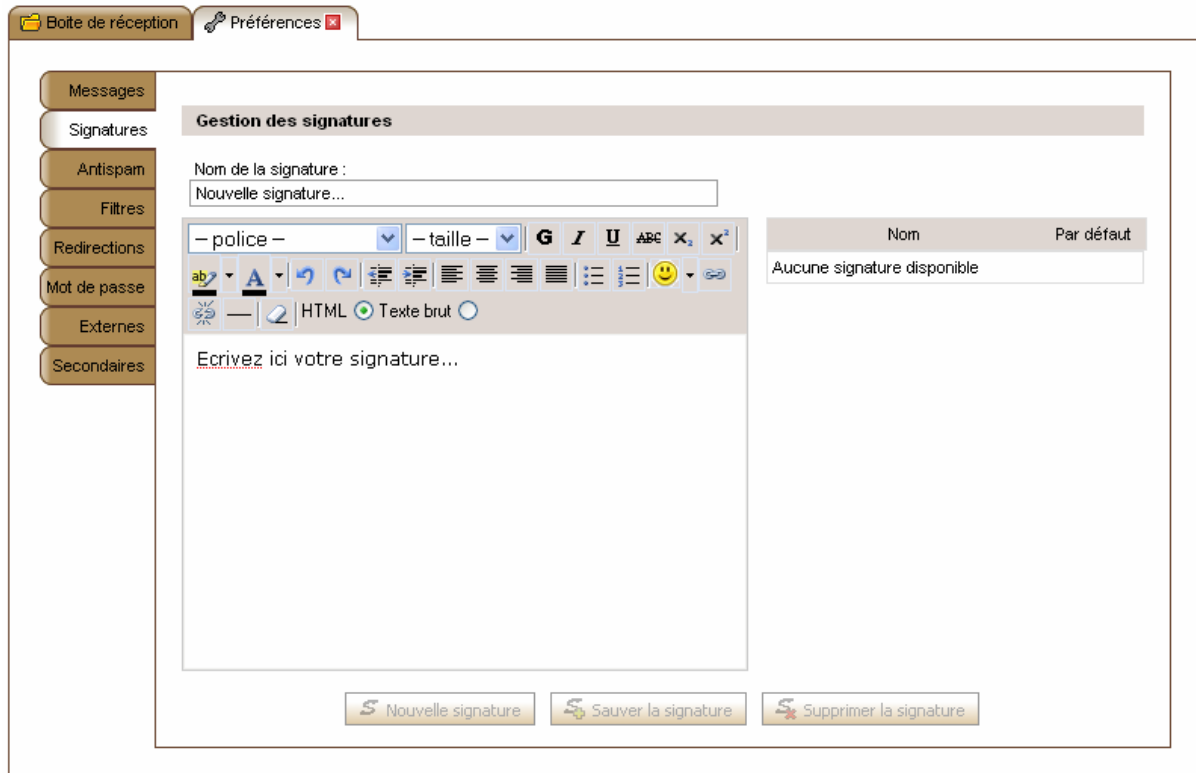 Boite de réception
Préférences
Messages
Signatures
Antispam
Filtres
Redirections
Mot de passe
Externes
Secondaires
Gestion des signatures
Nom de la signature :
Nouvelle signature...
– police –
– taille –
G I U ABC x₂ x²
ab A
HTML Texte brut
Ecrivez ici votre signature...
Nom Par défaut
Aucune signature disponible
Nouvelle signature
Sauver la signature
Supprimer la signature